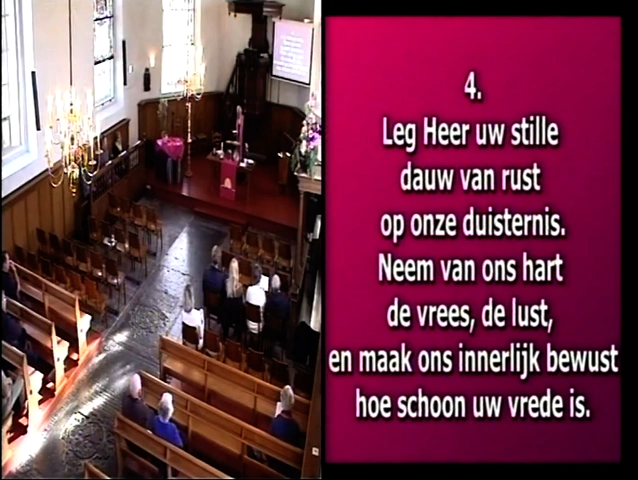 4.
Leg Heer uw stille
dauw van rust
op onze duisternis.
Neem van ons hart
de vrees, de lust,
en maak ons innerlijk bewust
hoe schoon uw vrede is.